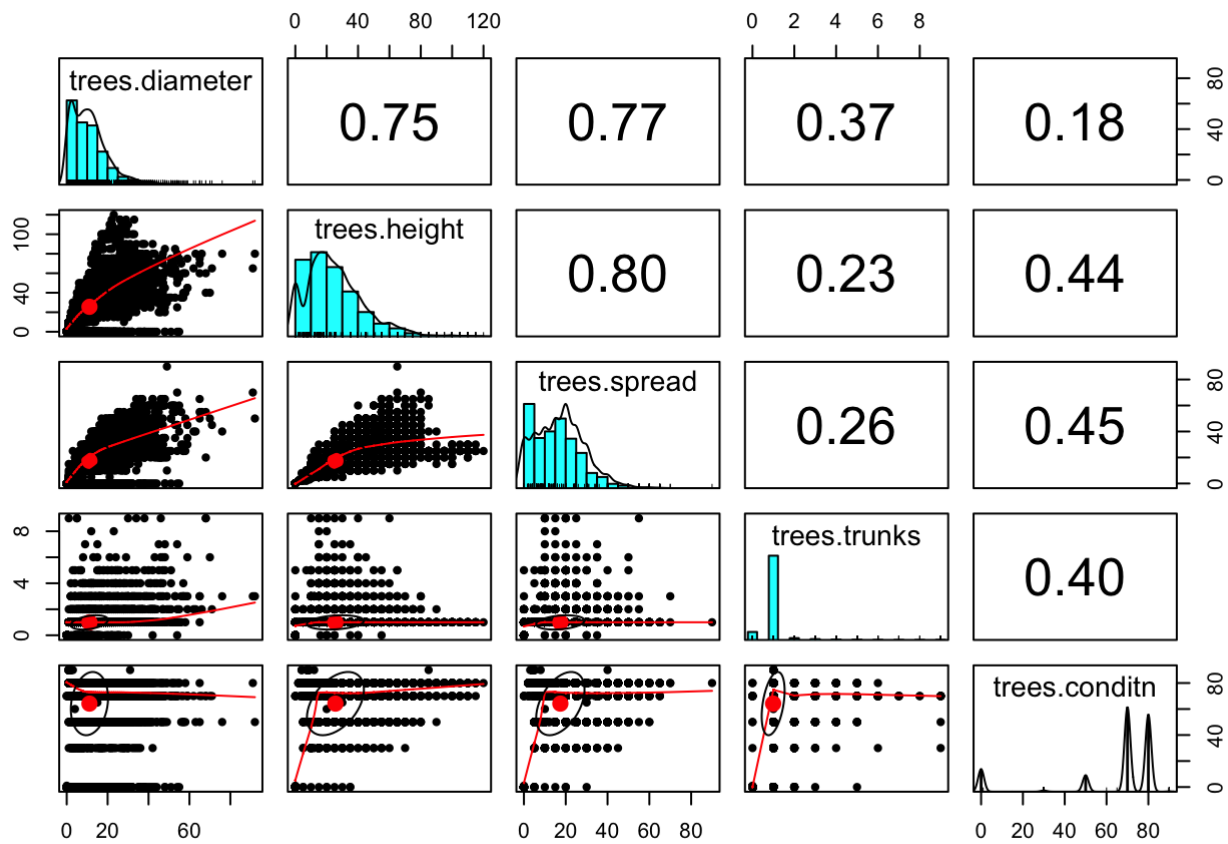 0 40 80 120 0 2 4 6 8
trees.diameter 0.75 0.77 0.37 0.18 0 40 80
0 40 100 trees.height 0.80 0.23 0.44
trees.spread 0.26 0.45 0 40 80
0 4 8 trees.trunks 0.40
trees.conditn 0 40 80
0 60 0 20 40 60 80 0 20 40 60 80